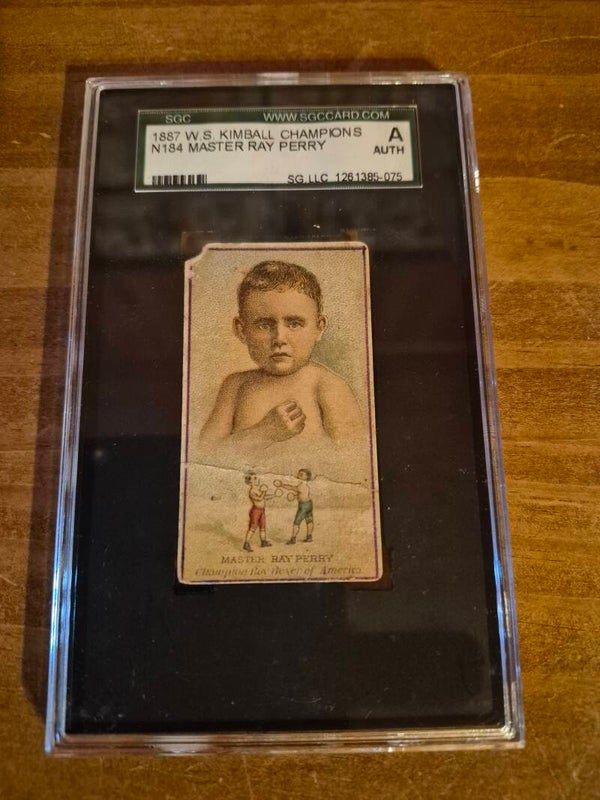 SGC WWW.SGCCARD.COM
1887 W.S. KIMBALL CHAMPIONS A
N184 MASTER RAY PERRY AUTH
SG,LLC 1261385-075
MASTER RAY PERRY
Champion Boy Boxer of America